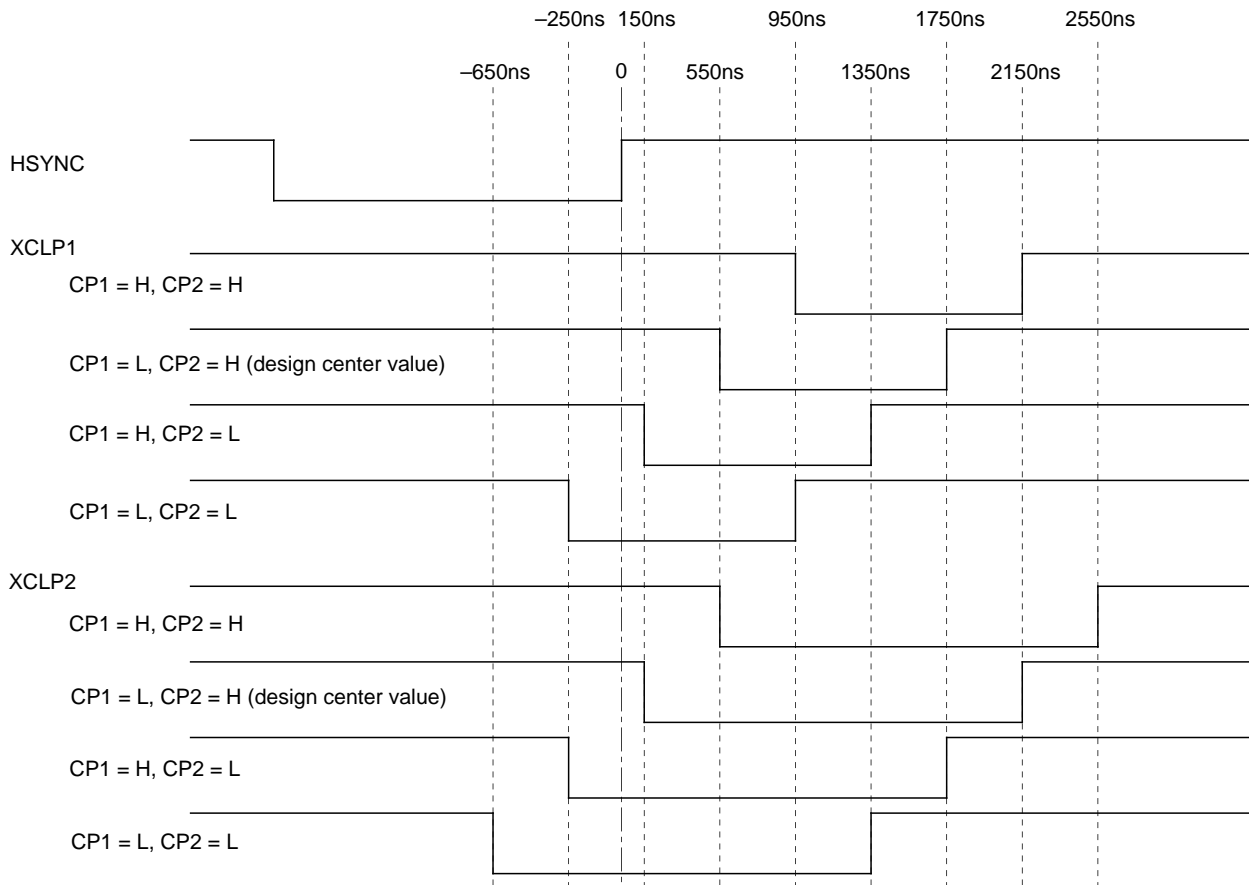 –250ns 150ns 950ns 1750ns 2550ns
–650ns 0 550ns 1350ns 2150ns
HSYNC
XCLP1
CP1 = H, CP2 = H
CP1 = L, CP2 = H (design center value)
CP1 = H, CP2 = L
CP1 = L, CP2 = L
XCLP2
CP1 = H, CP2 = H
CP1 = L, CP2 = H (design center value)
CP1 = H, CP2 = L
CP1 = L, CP2 = L